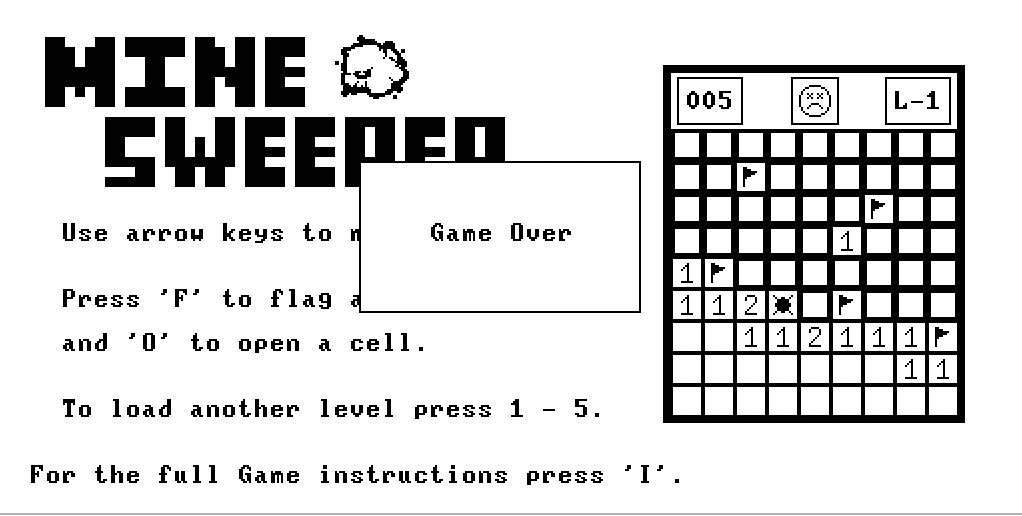 MINE
SWEEPER
Use arrow keys to
Press 'F' to flag
and 'O' to open a cell.
To load another level press 1 - 5.
For the full Game instructions press 'I'.
Game Over
005 L-1
1
1
1 1 2
1 1 2 1 1 1
1 1